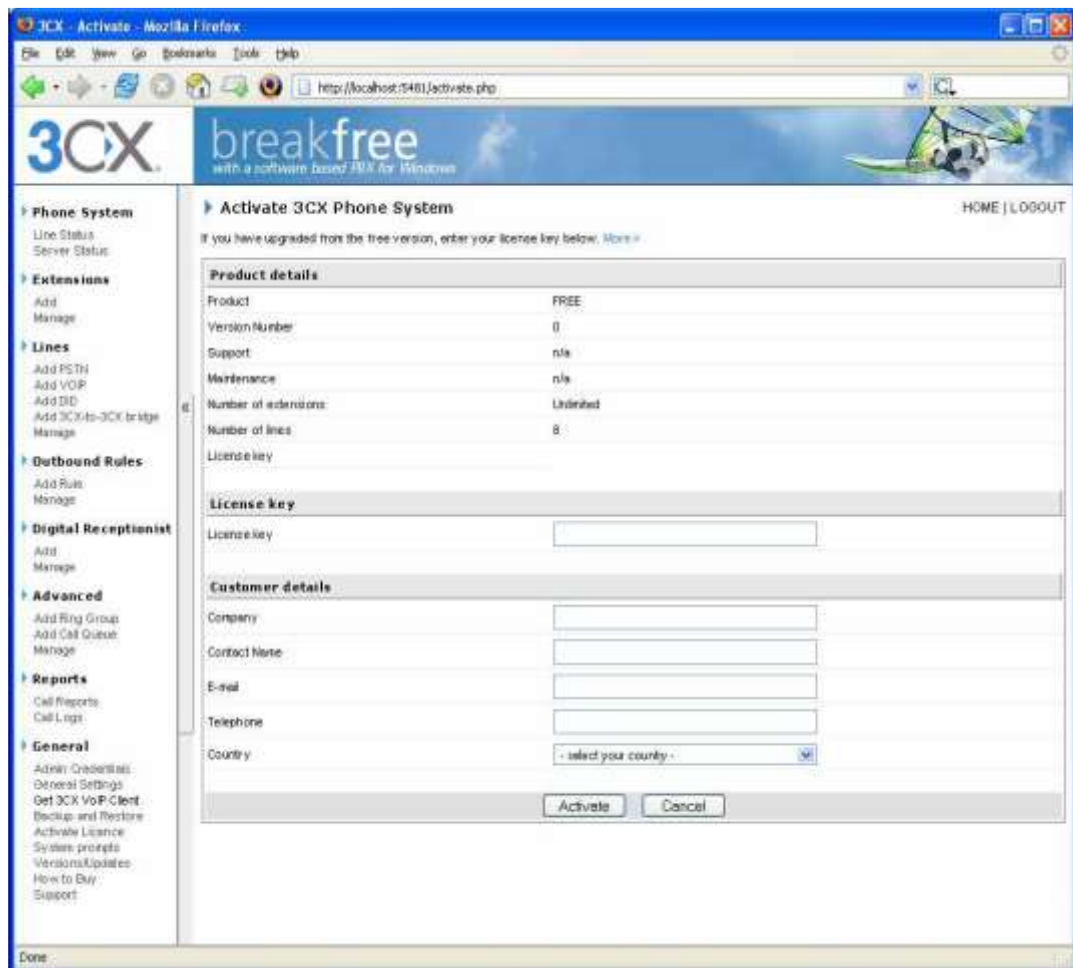 3CX - Activate - Mozilla Firefox
File Edit View Go Bookmarks Tools Help
http://localhost:5481/activate.php
3CX
breakfree
with a software based PBX for Windows
Phone System
Line Status
Server Status
Extensions
Add
Manage
Lines
Add PSTN
Add VOIP
Add DID
Add 3CX-to-3CX bridge
Manage
Outbound Rules
Add Rule
Manage
Digital Receptionist
Add
Manage
Advanced
Add Ring Group
Add Call Queue
Manage
Reports
Call Reports
Call Logs
General
Admin Credentials
General Settings
Get 3CX VoIP Client
Backup and Restore
Activate Licence
System prompts
Versions/Updates
How to Buy
Support
Activate 3CX Phone System
HOME | LOGOUT
If you have upgraded from the free version, enter your license key below. More »
Product details
Product FREE
Version Number 0
Support n/a
Maintenance n/a
Number of extensions Unlimited
Number of lines 8
License key
License key
License key
Customer details
Company
Contact Name
E-mail
Telephone
Country - select your country -
Activate Cancel
Done